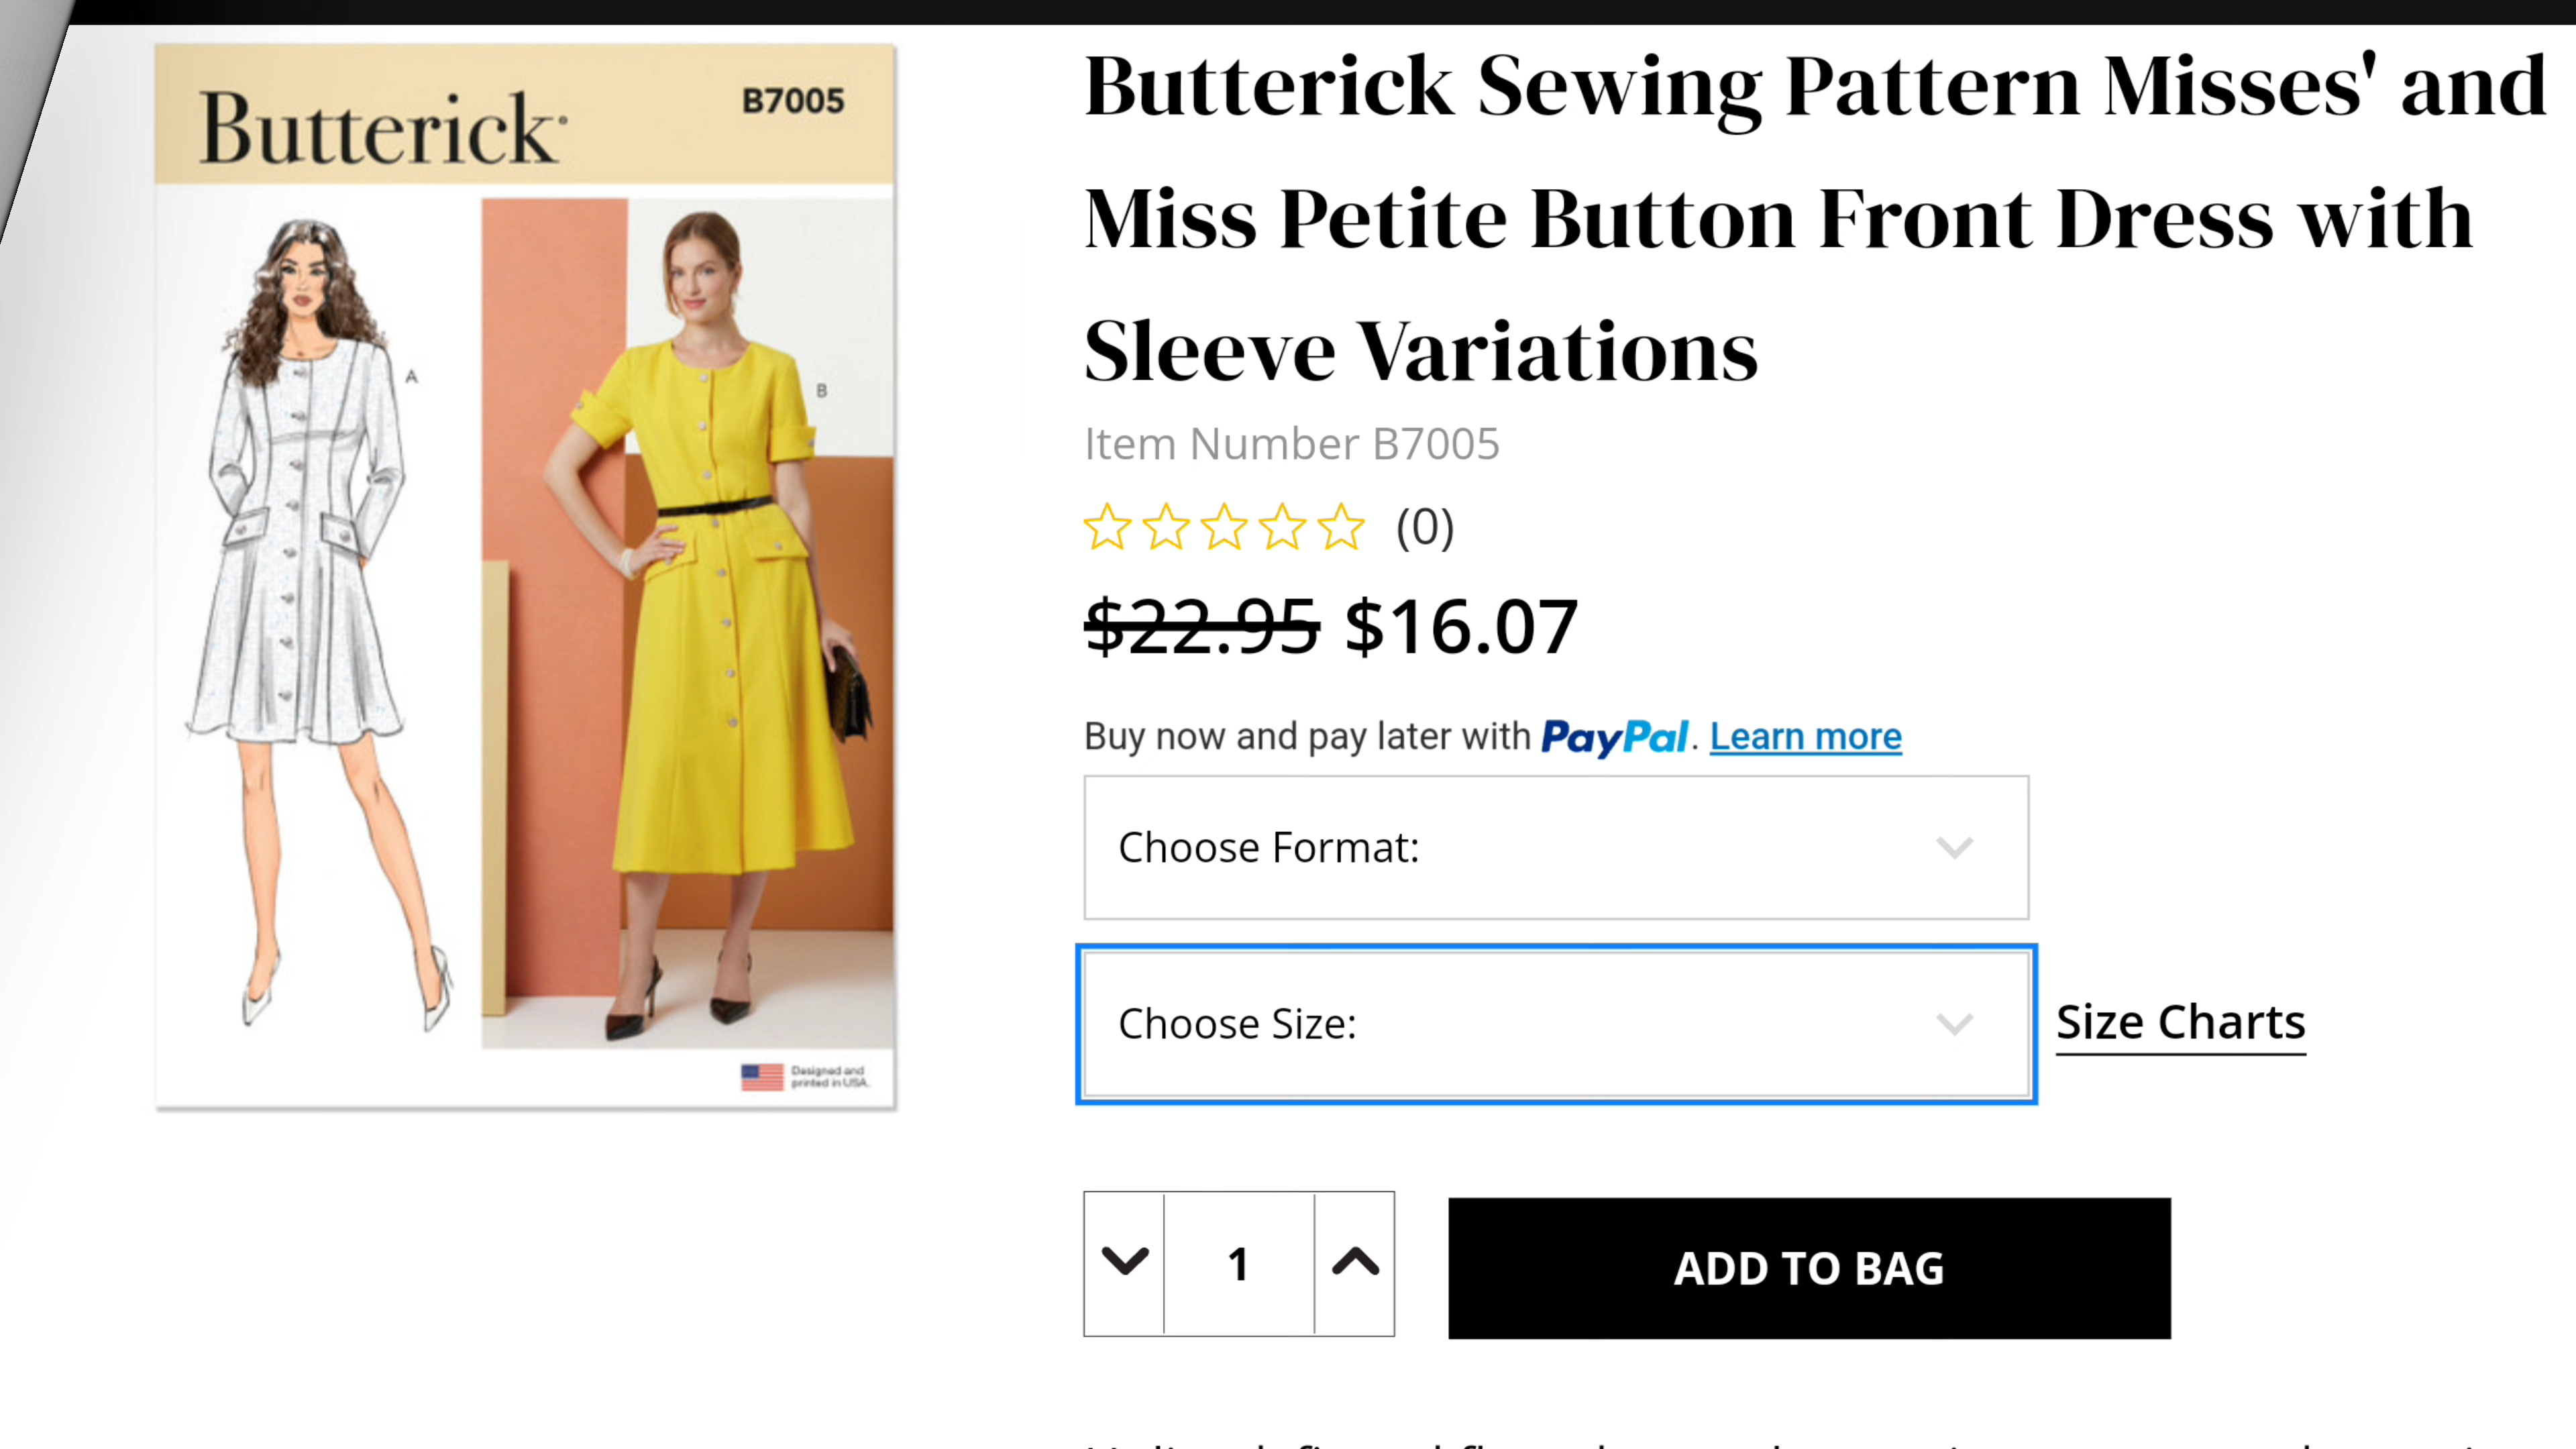 Butterick
B7005
A
B
Designed and
printed in USA.
Butterick Sewing Pattern Misses' and
Miss Petite Button Front Dress with
Sleeve Variations
Item Number B7005
(0)
$22.95 $16.07
Buy now and pay later with PayPal. Learn more
Choose Format:
Choose Size:
Size Charts
1
ADD TO BAG